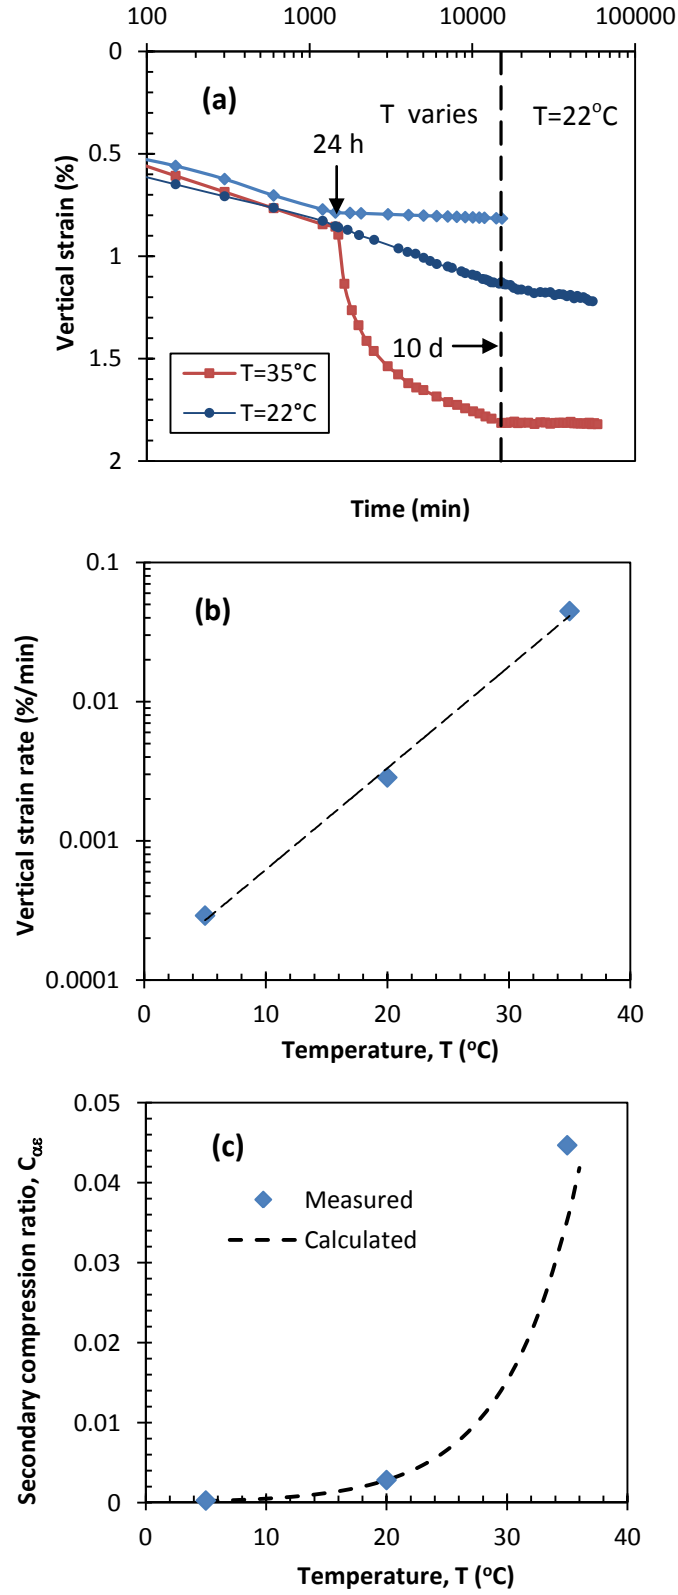 100 1000 10000 100000
0
0.5
1
1.5
2
Vertical strain (%)
(a)
T varies
T=22°C
24 h
10 d
T=35°C
T=22°C
Time (min)
0.1
0.01
0.001
0.0001
Vertical strain rate (%/min)
(b)
0 10 20 30 40
Temperature, T (°C)
0.05
0.04
0.03
0.02
0.01
0
Secondary compression ratio, Cαε
(c)
Measured
Calculated
0 10 20 30 40
Temperature, T (°C)